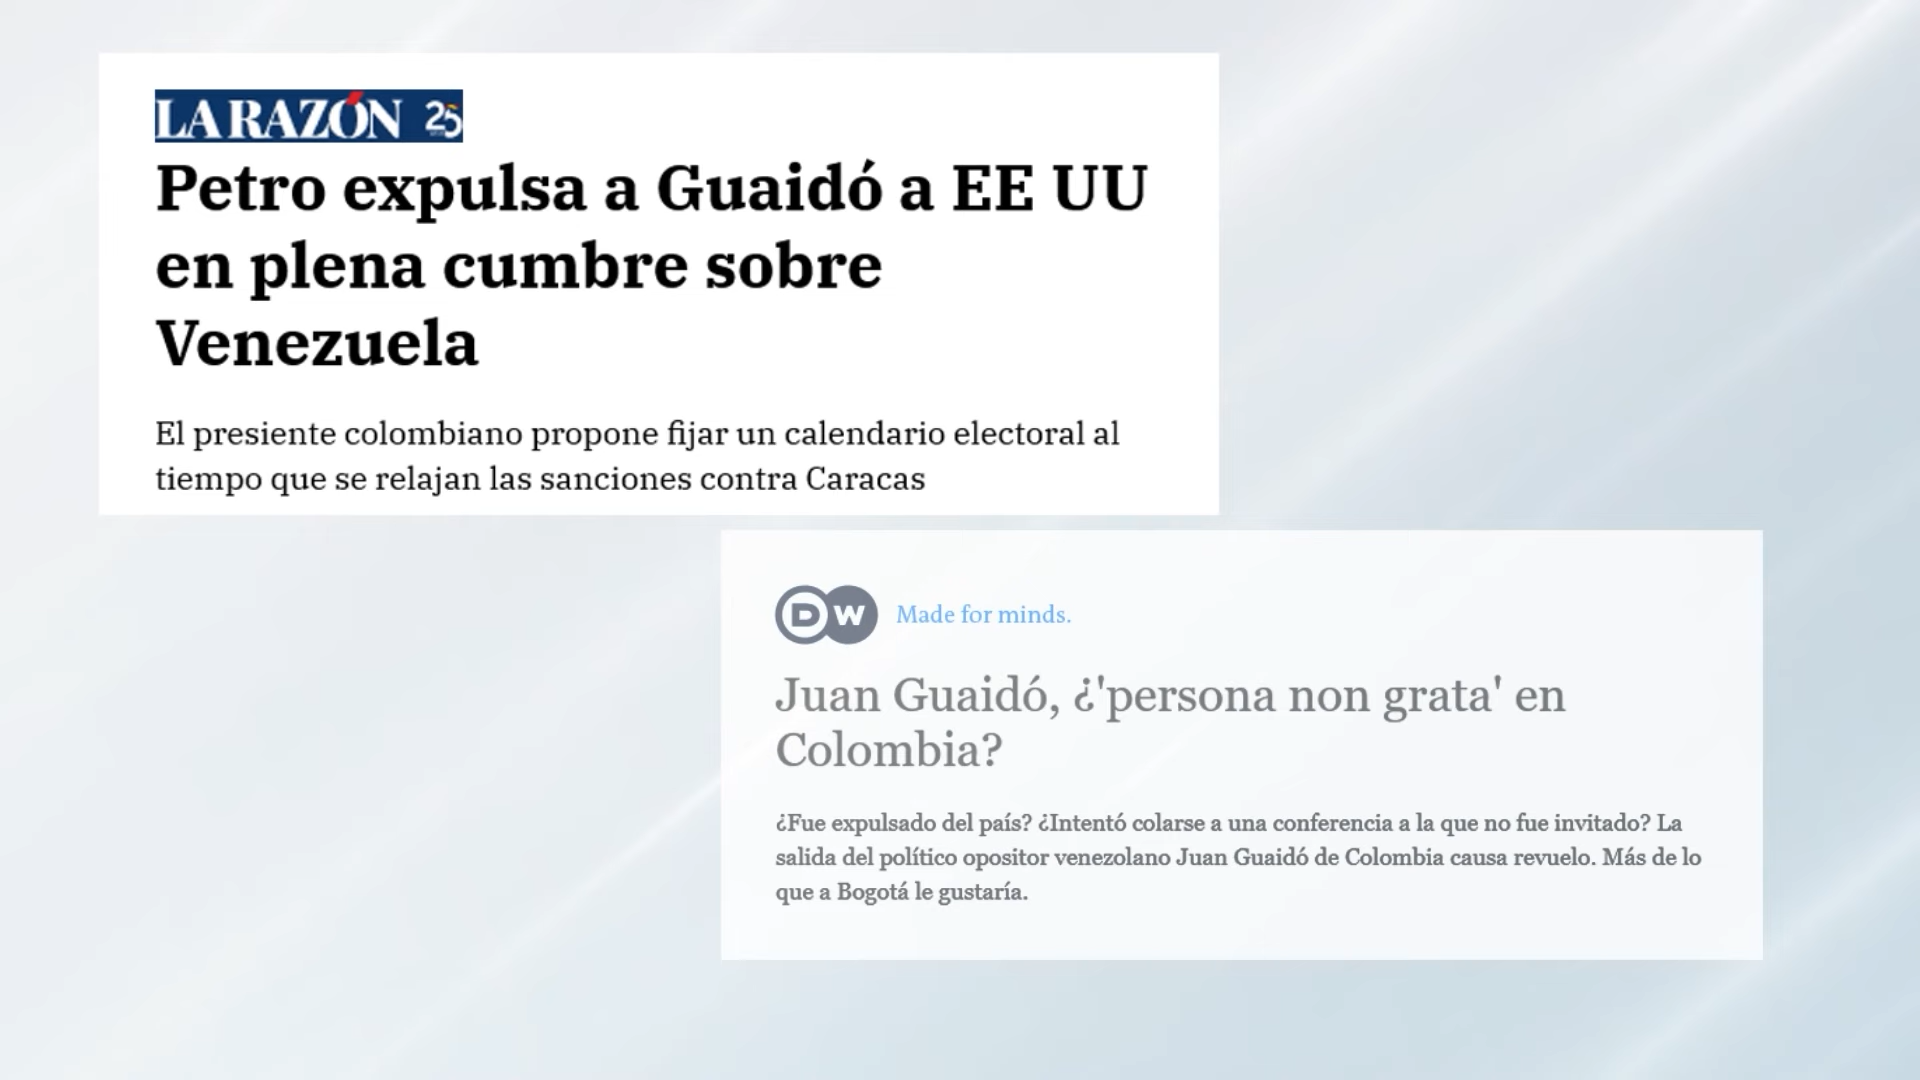 LA RAZÓN 25
Petro expulsa a Guaidó a EE UU
en plena cumbre sobre
Venezuela
El presiente colombiano propone fijar un calendario electoral al
tiempo que se relajan las sanciones contra Caracas
DW Made for minds.
Juan Guaidó, ¿'persona non grata' en
Colombia?
¿Fue expulsado del país? ¿Intentó colarse a una conferencia a la que no fue invitado? La
salida del político opositor venezolano Juan Guaidó de Colombia causa revuelo. Más de lo
que a Bogotá le gustaría.